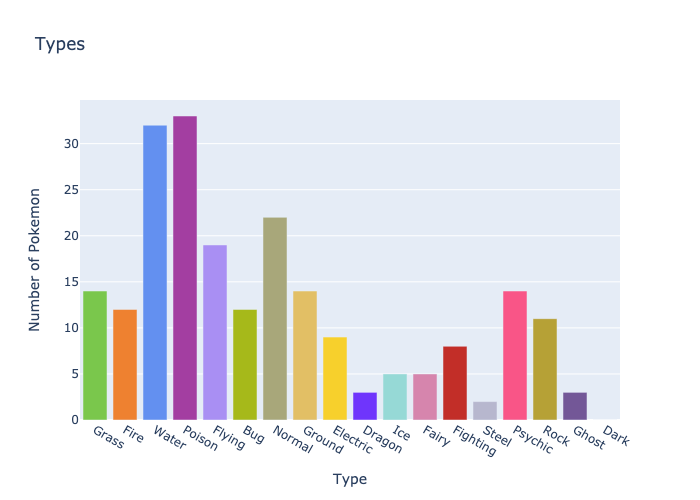 Types
Number of Pokemon
30
25
20
15
10
5
0
Grass
Fire
Water
Poison
Flying
Bug
Normal
Ground
Electric
Dragon
Ice
Fairy
Fighting
Steel
Psychic
Rock
Ghost
Dark
Type